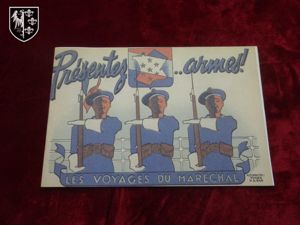 Présentez ..armes!
LES VOYAGES DU MARECHAL